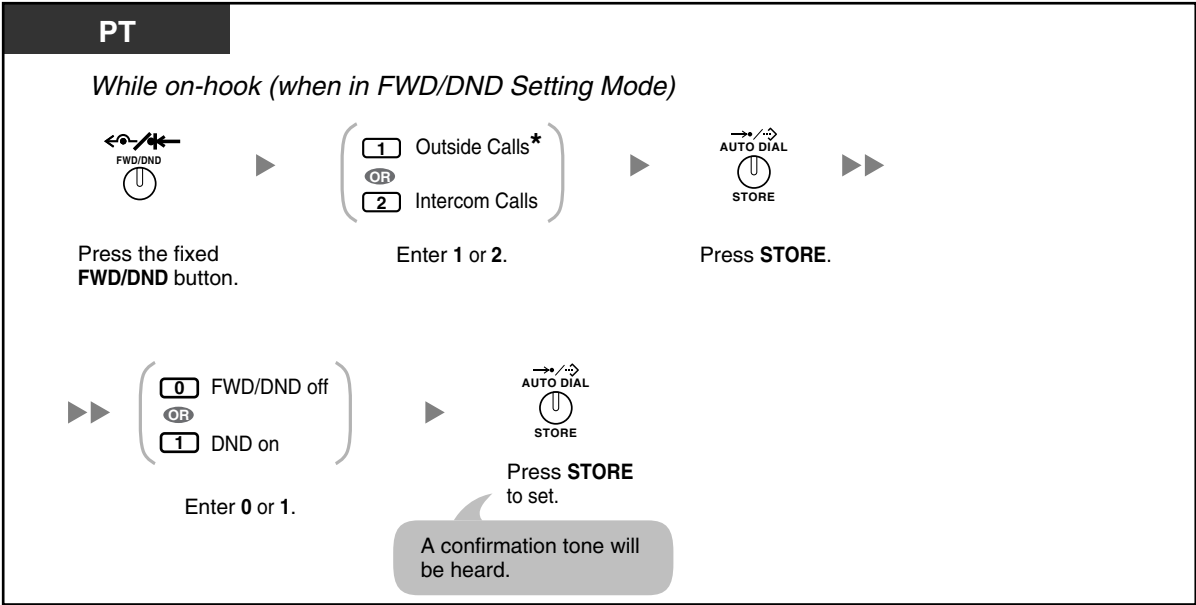 PT
While on-hook (when in FWD/DND Setting Mode)
FWD/DND
1 Outside Calls*
OR
2 Intercom Calls
AUTO DIAL
STORE
Press the fixed
FWD/DND button.
Enter 1 or 2.
Press STORE.
0 FWD/DND off
OR
1 DND on
AUTO DIAL
STORE
Enter 0 or 1.
Press STORE
to set.
A confirmation tone will
be heard.